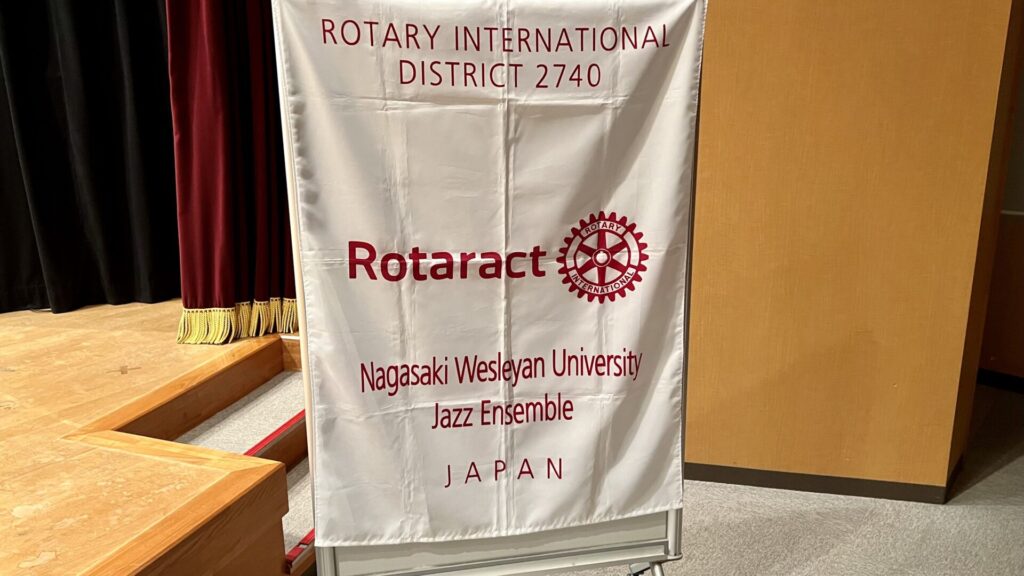 ROTARY INTERNATIONAL
DISTRICT 2740
Rotaract
ROTARY
INTERNATIONAL
Nagasaki Wesleyan University
Jazz Ensemble
JAPAN